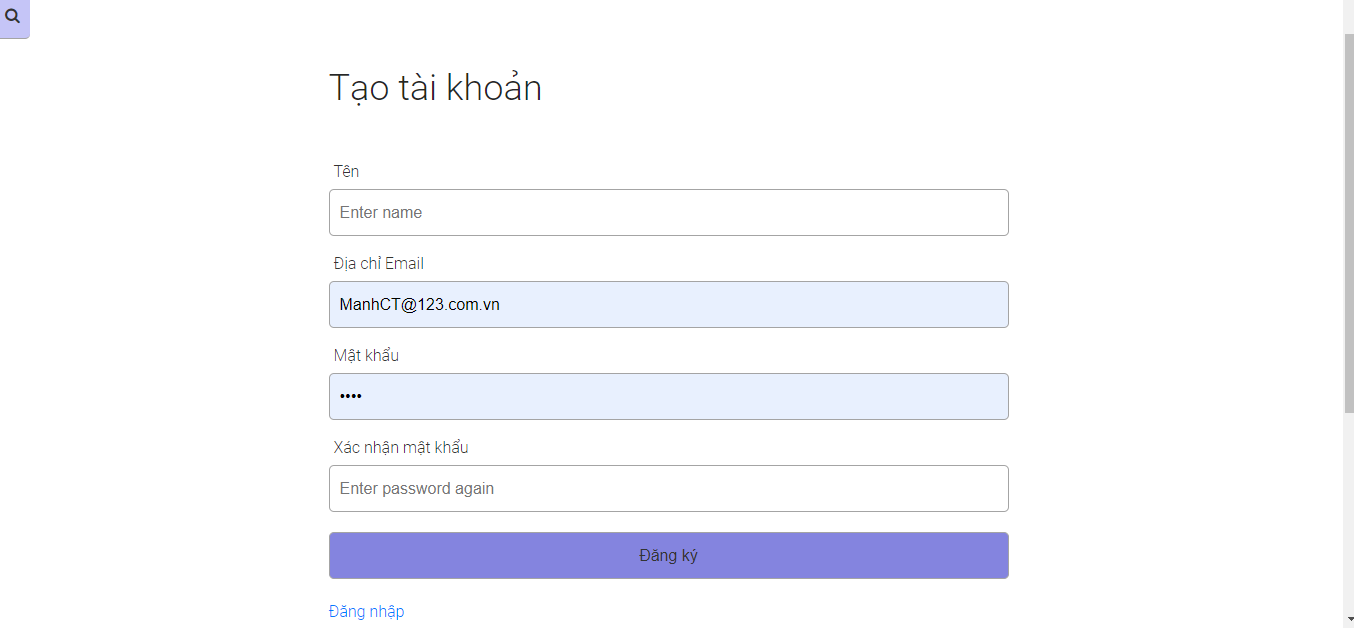 Tạo tài khoản
Tên
Enter name
Địa chỉ Email
ManhCT@123.com.vn
Mật khẩu
••••
Xác nhận mật khẩu
Enter password again
Đăng ký
Đăng nhập